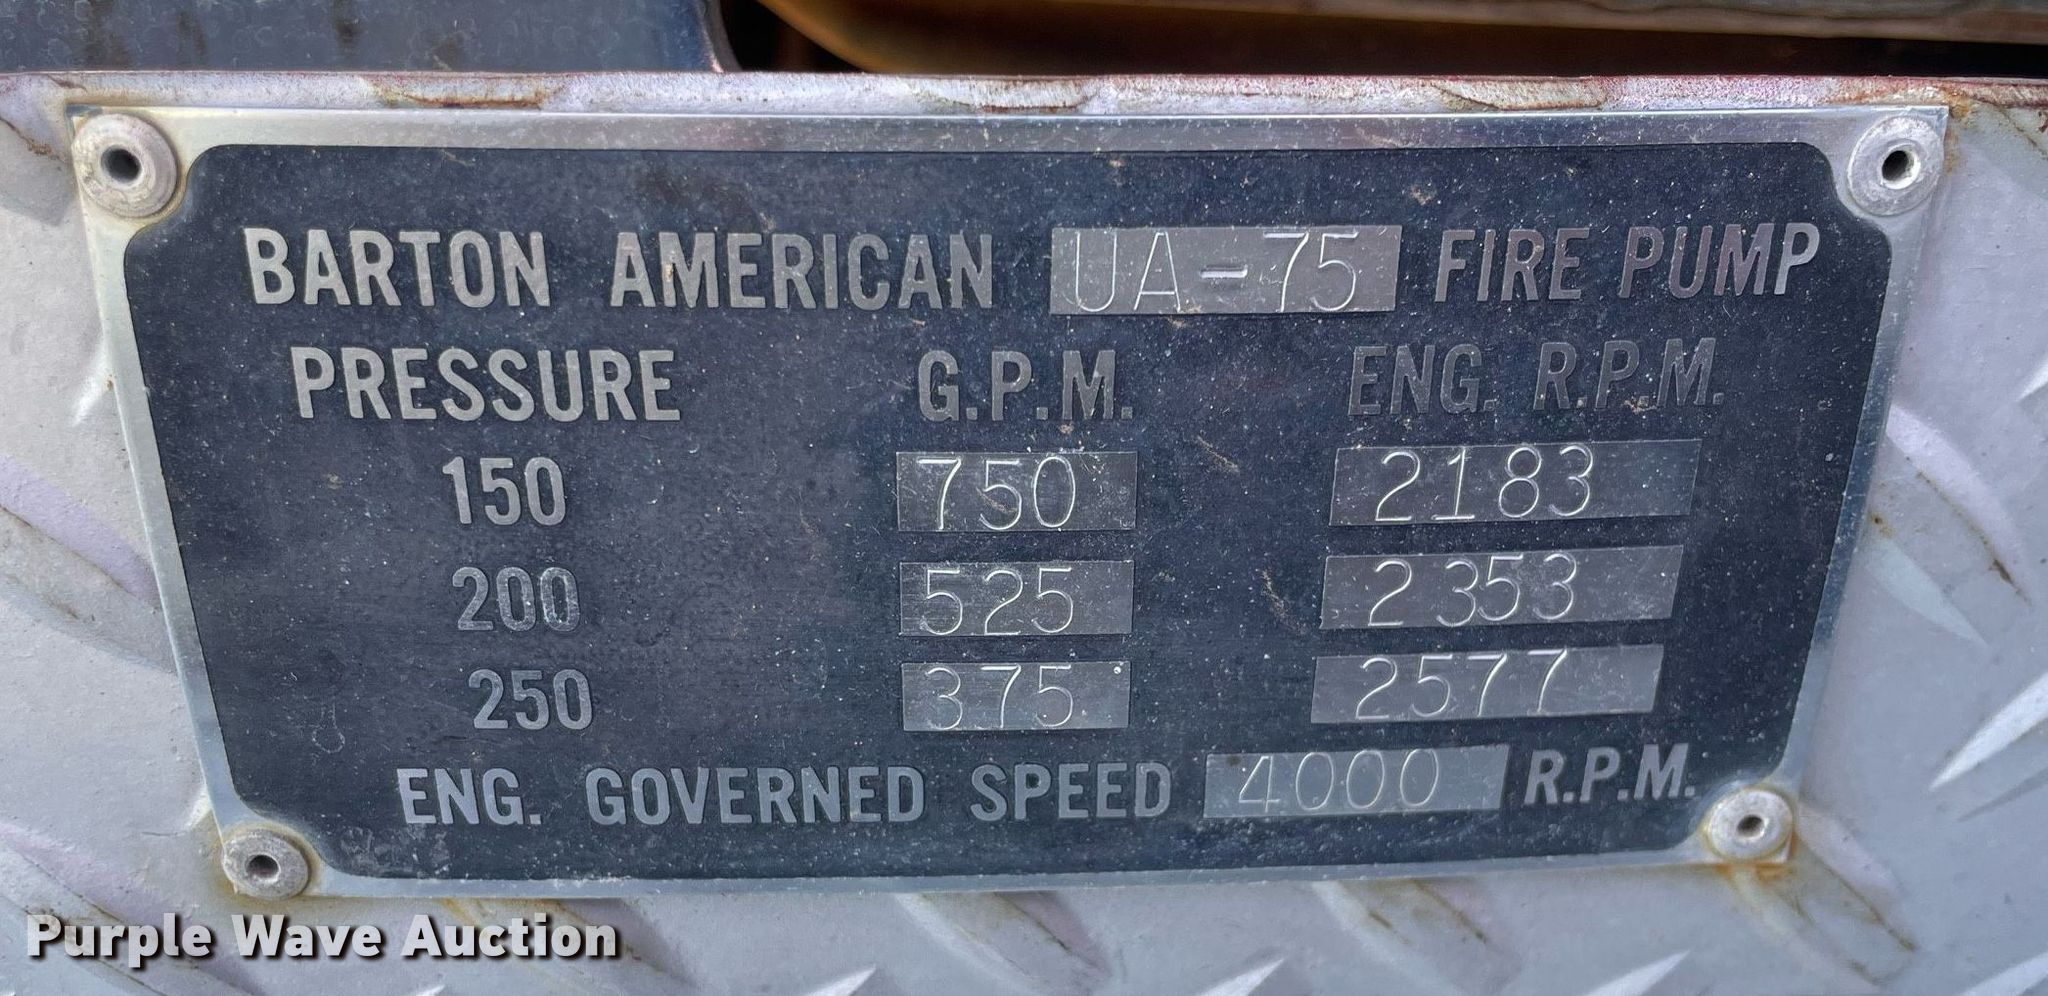 BARTON AMERICAN UA-75 FIRE PUMP
PRESSURE G.P.M. ENG. R.P.M.
150 750 2183
200 525 2353
250 375 2577
ENG. GOVERNED SPEED 4000 R.P.M.
Purple Wave Auction